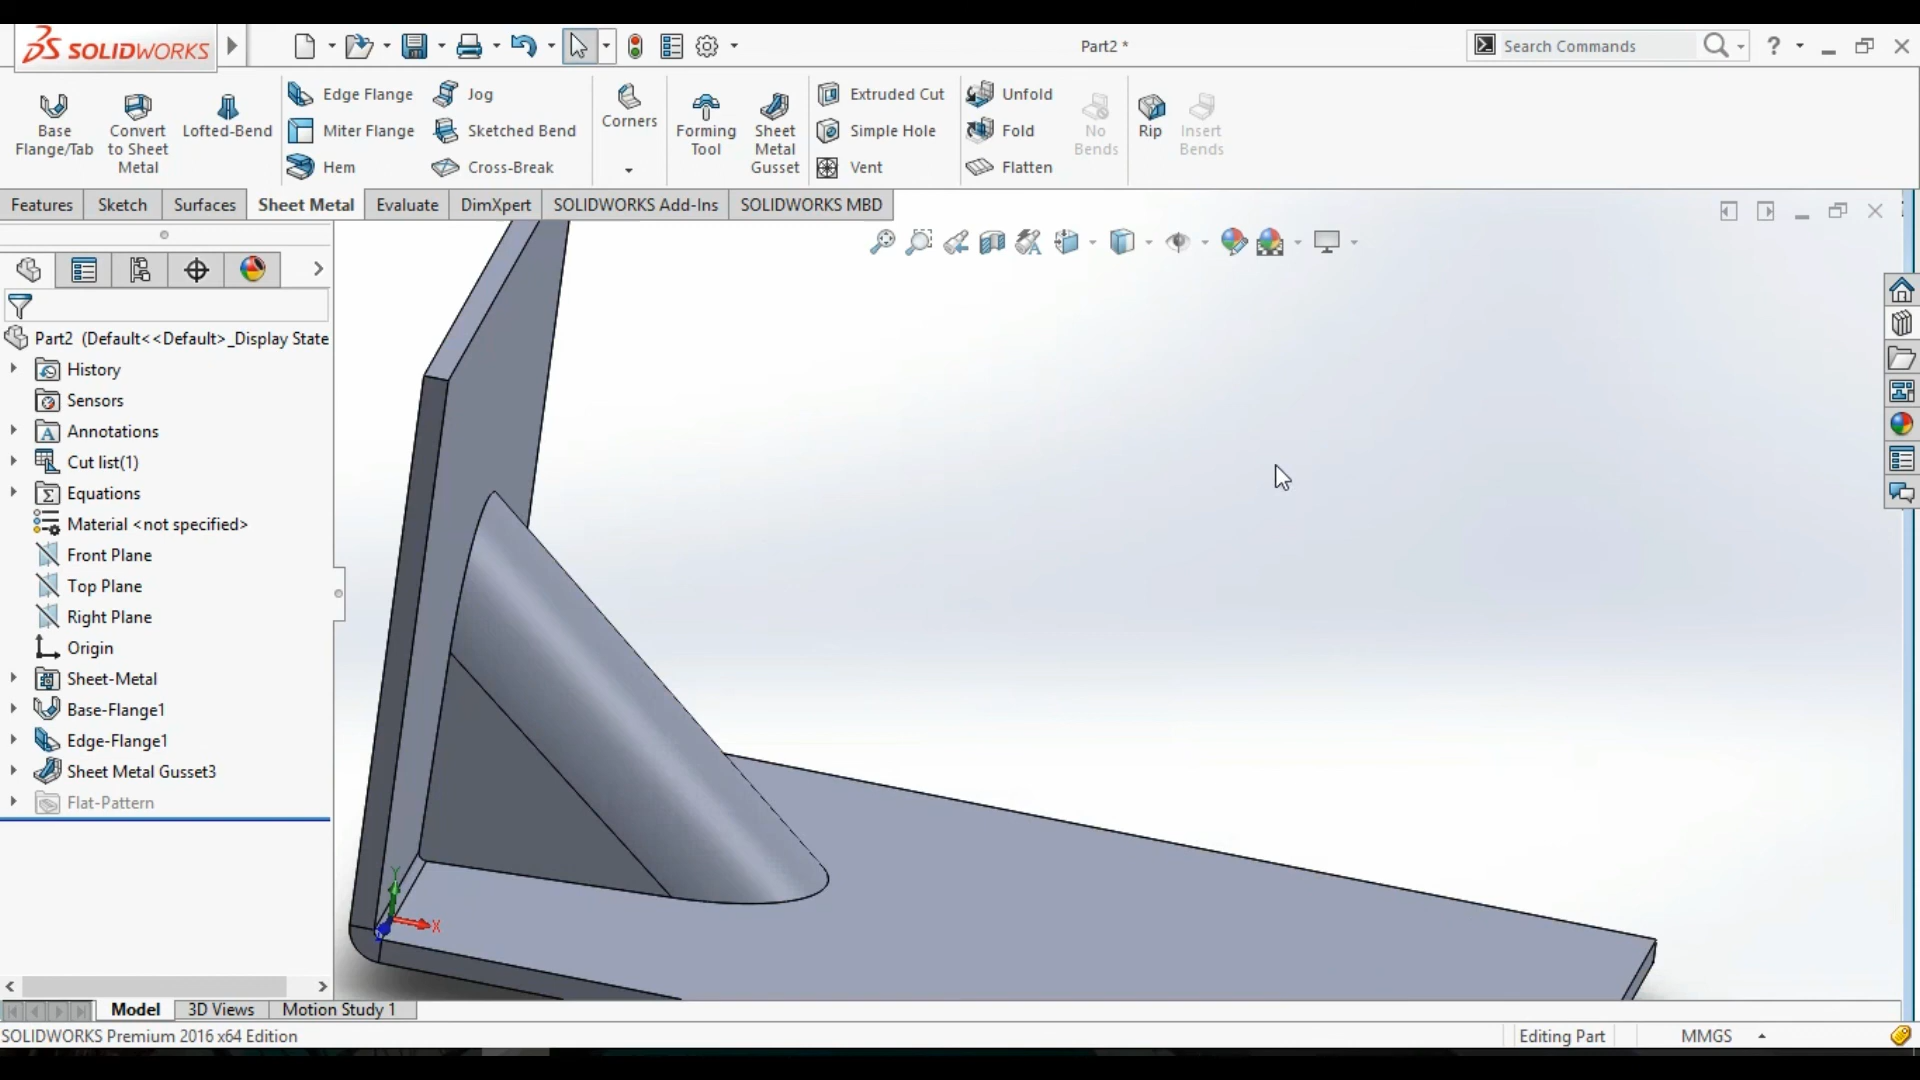 SOLIDWORKS
Part2 *
Search Commands
?
Base Flange/Tab
Convert to Sheet Metal
Lofted-Bend
Edge Flange
Miter Flange
Hem
Jog
Sketched Bend
Cross-Break
Corners
Forming Tool
Sheet Metal Gusset
Extruded Cut
Simple Hole
Vent
Unfold
Fold
Flatten
No Bends
Rip
Insert Bends
Features
Sketch
Surfaces
Sheet Metal
Evaluate
DimXpert
SOLIDWORKS Add-Ins
SOLIDWORKS MBD
Part2 (Default<<Default>_Display State
History
Sensors
Annotations
Cut list(1)
Equations
Material <not specified>
Front Plane
Top Plane
Right Plane
Origin
Sheet-Metal
Base-Flange1
Edge-Flange1
Sheet Metal Gusset3
Flat-Pattern
Y
X
Model
3D Views
Motion Study 1
SOLIDWORKS Premium 2016 x64 Edition
Editing Part
MMGS